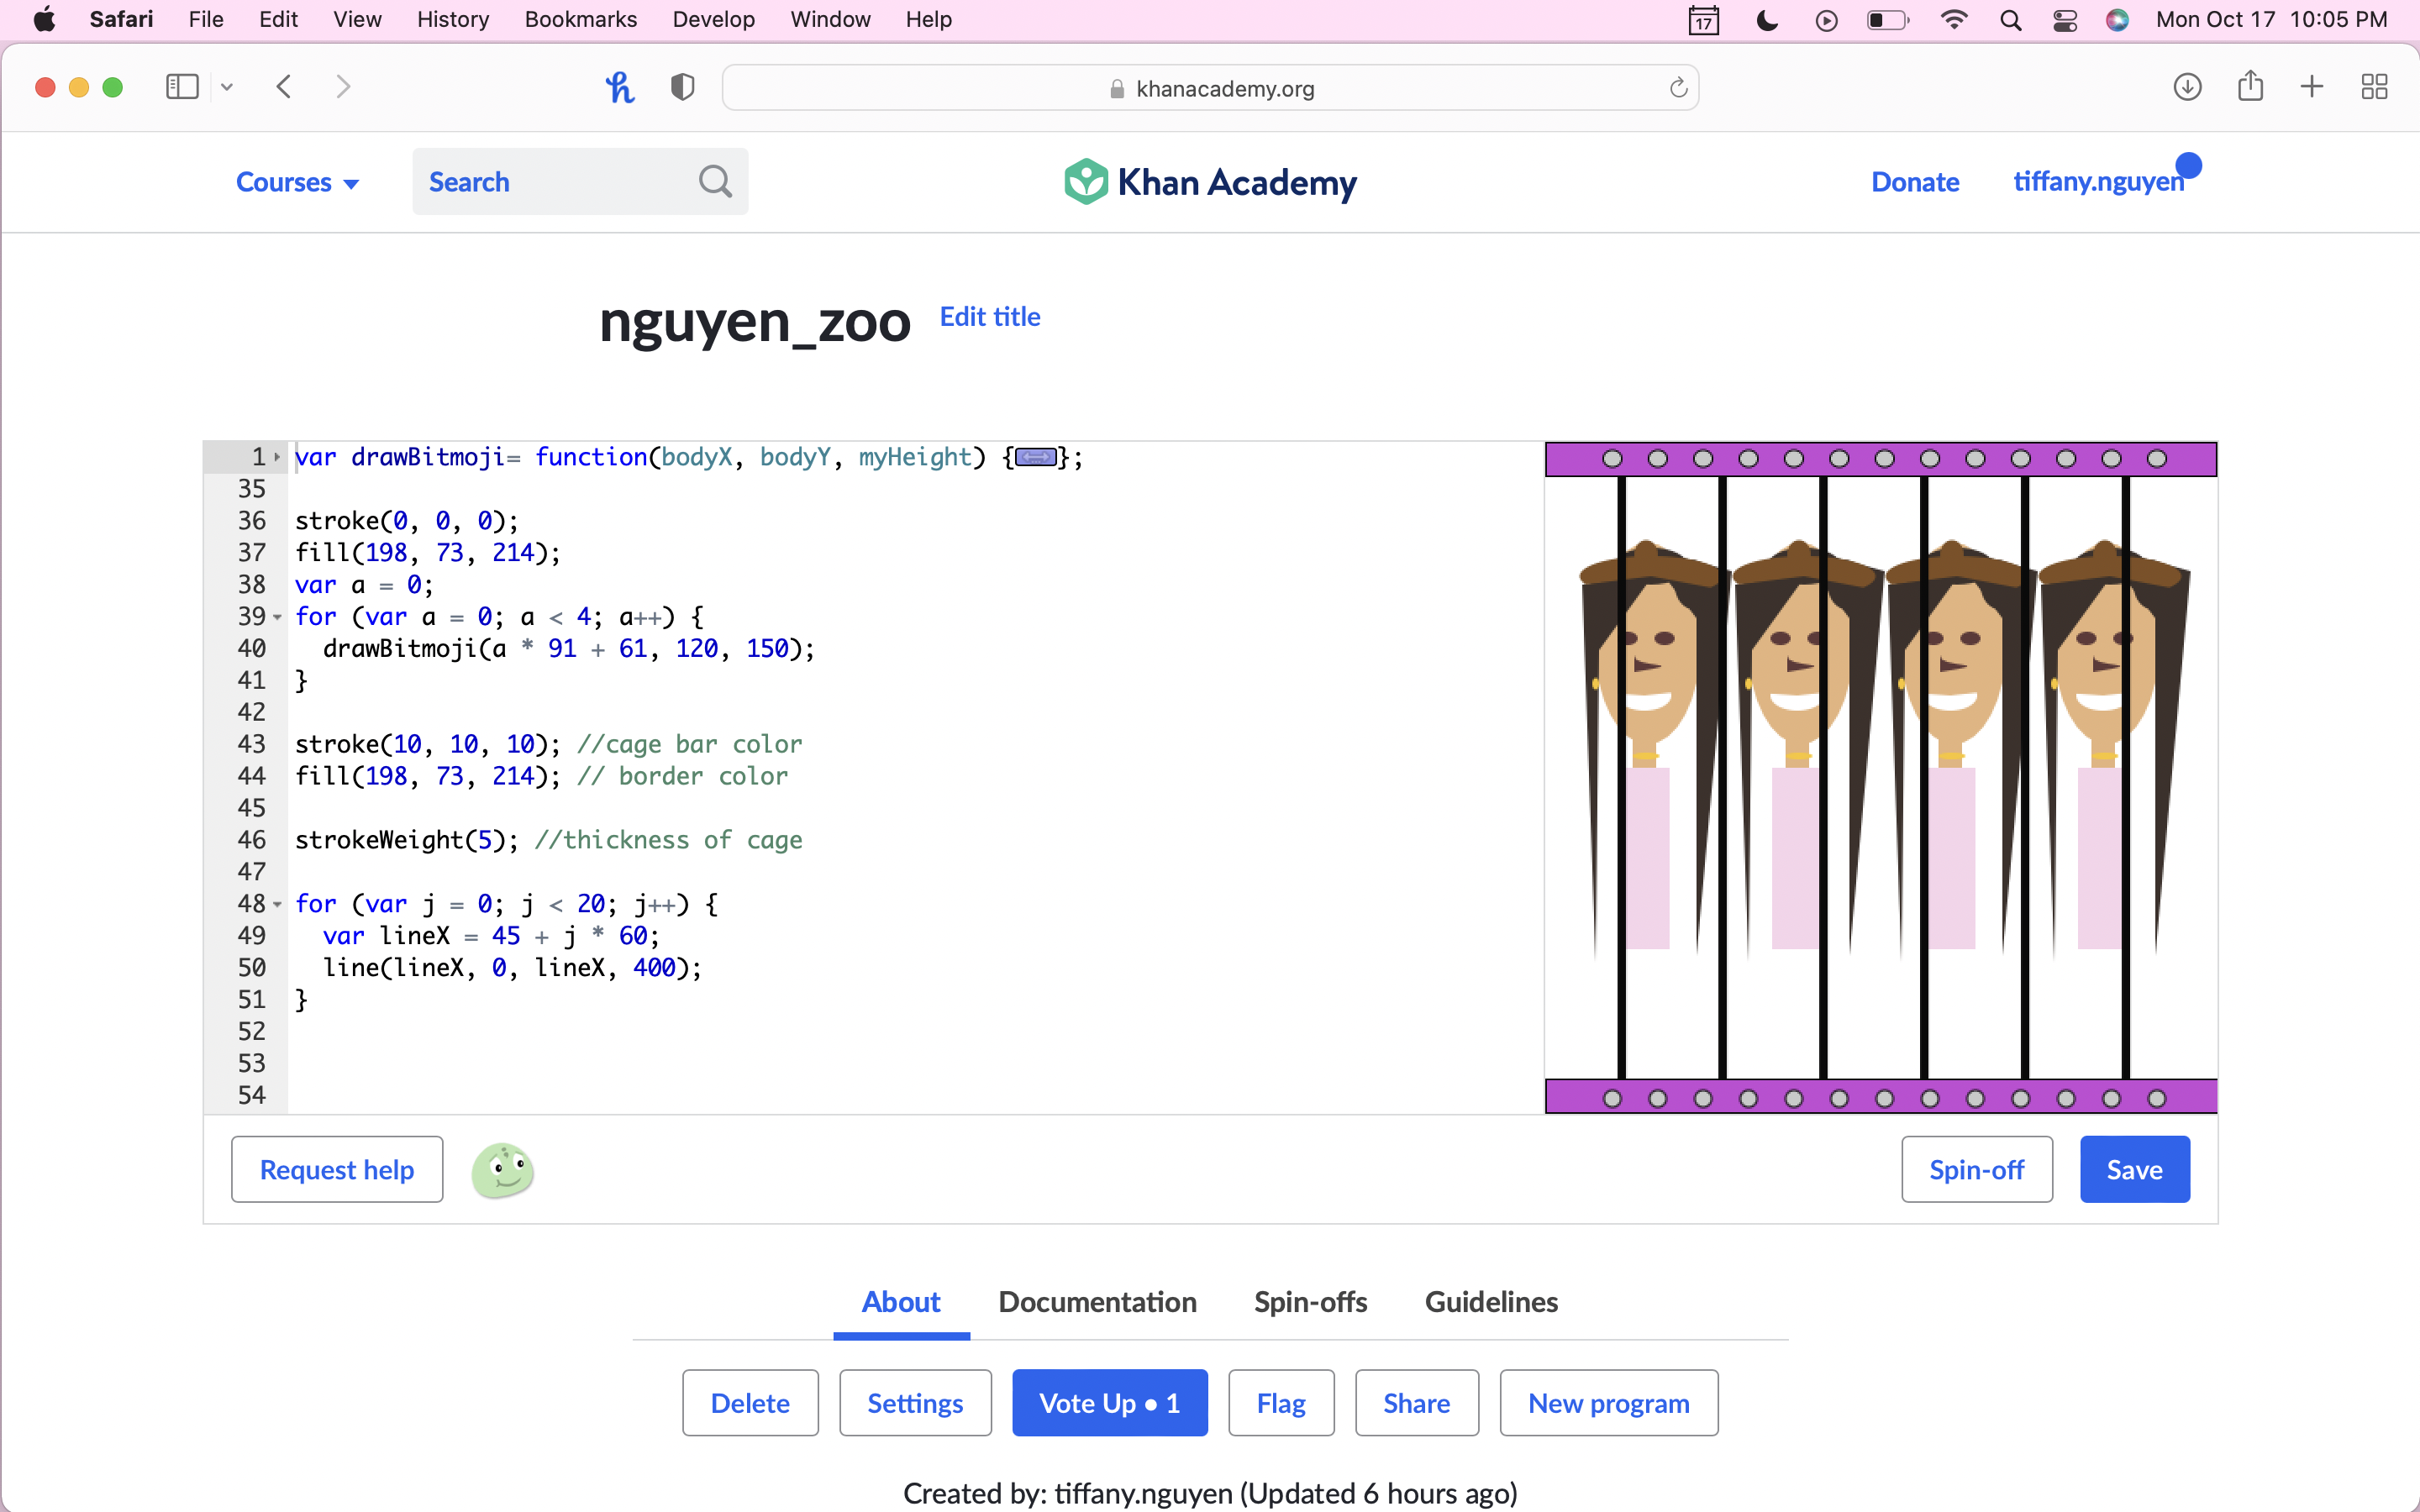 Safari File Edit View History Bookmarks Develop Window Help 17 Mon Oct 17 10:05 PM
khanacademy.org
Courses Search Khan Academy Donate tiffany.nguyen
nguyen_zoo Edit title
1 var drawBitmoji= function(bodyX, bodyY, myHeight) {};
35
36 stroke(0, 0, 0);
37 fill(198, 73, 214);
38 var a = 0;
39 for (var a = 0; a < 4; a++) {
40 drawBitmoji(a * 91 + 61, 120, 150);
41 }
42
43 stroke(10, 10, 10); //cage bar color
44 fill(198, 73, 214); // border color
45
46 strokeWeight(5); //thickness of cage
47
48 for (var j = 0; j < 20; j++) {
49 var lineX = 45 + j * 60;
50 line(lineX, 0, lineX, 400);
51 }
52
53
54
Request help Spin-off Save
About Documentation Spin-offs Guidelines
Delete Settings Vote Up • 1 Flag Share New program
Created by: tiffany.nguyen (Updated 6 hours ago)